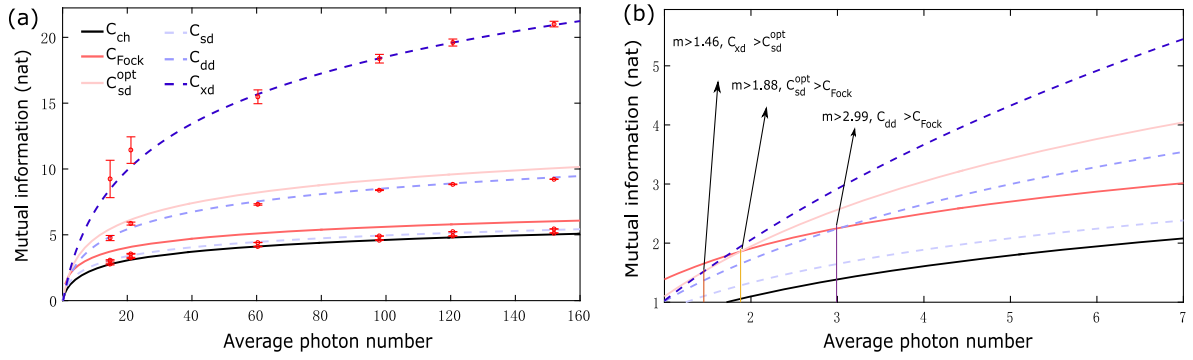 (a)
Mutual information (nat)
20
15
10
5
0
C_ch
C_Fock
C_sd^opt
C_sd
C_dd
C_xd
20 40 60 80 100 120 140 160
Average photon number
(b)
Mutual information (nat)
5
4
3
2
1
m>1.46, C_xd >C_sd^opt
m>1.88, C_sd^opt >C_Fock
m>2.99, C_dd >C_Fock
2 3 4 5 6 7
Average photon number